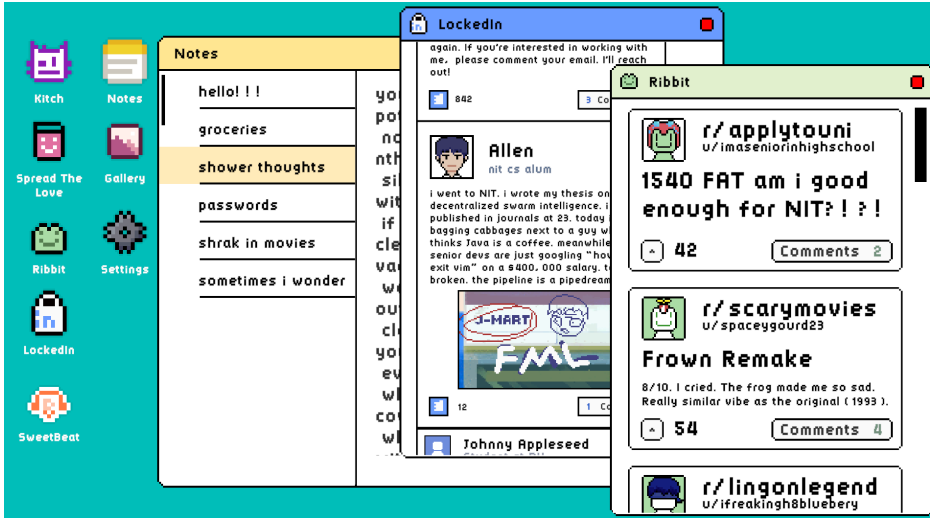 Kitch
Notes
Spread The
Love
Gallery
Ribbit
Settings
LockedIn
SweetBeat
Notes
hello! ! !
groceries
shower thoughts
passwords
shrak in movies
sometimes i wonder
LockedIn
again. If you're interested in working with
me, please comment your email. I'll reach
out!
842
3
Allen
nit cs alum
i went to NIT. i wrote my thesis on
decentralized swarm intelligence. i
published in journals at 23. today i
bagging cabbages next to a guy
thinks Java is a coffee. meanwhile
senior devs are just googling "how
exit vim" on a $400, 000 salary.
broken. the pipeline is a pipedream
J-MART
FML
12
1
Johnny Appleseed
Ribbit
r/applytouni
u/imaseniorinhighschool
1540 FAT am i good
enough for NIT? ! ? !
42
Comments 2
r/scarymovies
u/spaceygourd23
Frown Remake
8/10. I cried. The frog made me so sad.
Really similar vibe as the original ( 1993 ).
54
Comments 4
r/lingonlegend
u/ifreakingh8bluebery